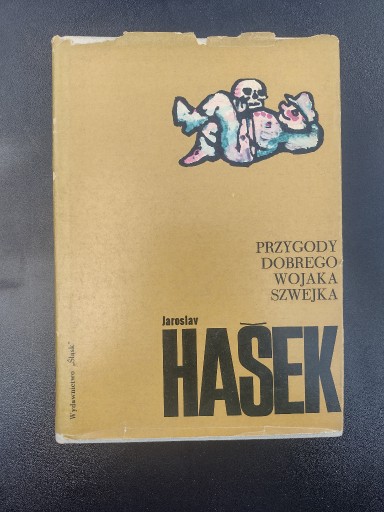 PRZYGODY
DOBREGO
WOJAKA
SZWEJKA
Jaroslav
HAŠEK
Wydawnictwo „Śląsk"